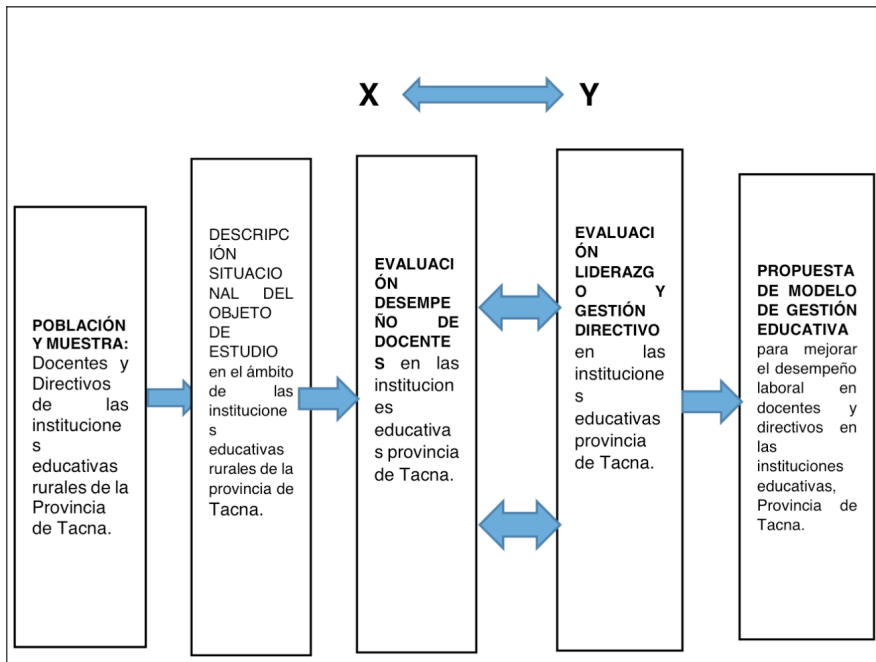 X Y
POBLACIÓN
Y MUESTRA:
Docentes y
Directivos
de las
institucione
s
educativas
rurales de la
Provincia
de Tacna.
DESCRIPC
IÓN
SITUACIO
NAL DEL
OBJETO
DE
ESTUDIO
en el ámbito
de las
institucione
s
educativas
rurales de la
provincia de
Tacna.
EVALUACI
ÓN
DESEMPE
ÑO DE
DOCENTE
S en las
institucion
es
educativa
s provincia
de Tacna.
EVALUACI
ÓN
LIDERAZG
O Y
GESTIÓN
DIRECTIVO
en las
institucione
s
educativas
provincia
de Tacna.
PROPUESTA
DE MODELO
DE GESTIÓN
EDUCATIVA
para mejorar
el desempeño
laboral en
docentes y
directivos en
las
instituciones
educativas,
Provincia de
Tacna.